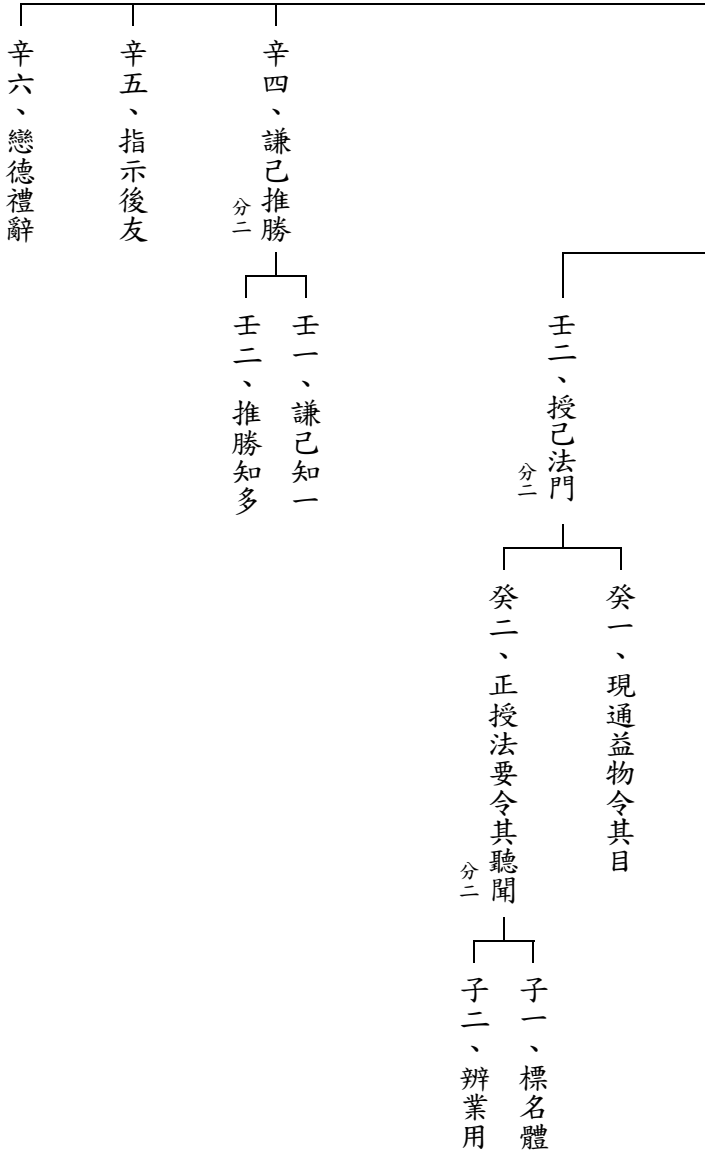 壬二、授己法門
分二
癸一、現通益物令其目
癸二、正授法要令其聽聞
分二
子一、標名體
子二、辨業用
辛四、謙己推勝
分二
壬一、謙己知一
壬二、推勝知多
辛五、指示後友
辛六、戀德禮辭